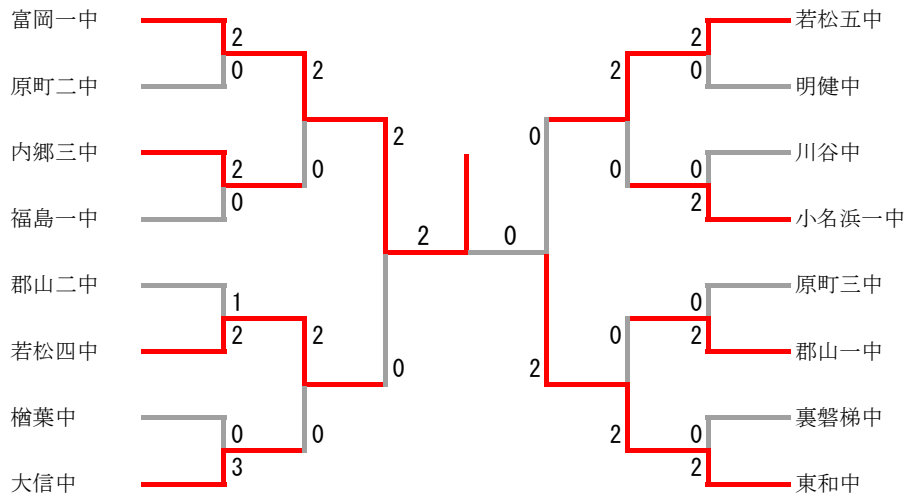 富岡一中
2
0
原町二中
2
内郷三中
2
0
0
福島一中
2
郡山二中
1
2
若松四中
2
楢葉中
0
3
0
大信中
0
2
0
若松五中
2
0
明健中
2
川谷中
0
2
0
小名浜一中
0
原町三中
0
2
郡山一中
0
裏磐梯中
0
2
2
東和中
2